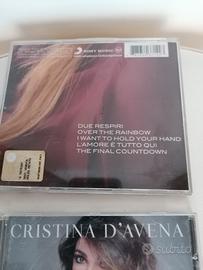 SONY MUSIC
DUE RESPIRI
OVER THE RAINBOW
I WANT TO HOLD YOUR HAND
L'AMORE È TUTTO QUI
THE FINAL COUNTDOWN
CRISTINA D'AVENA
subito